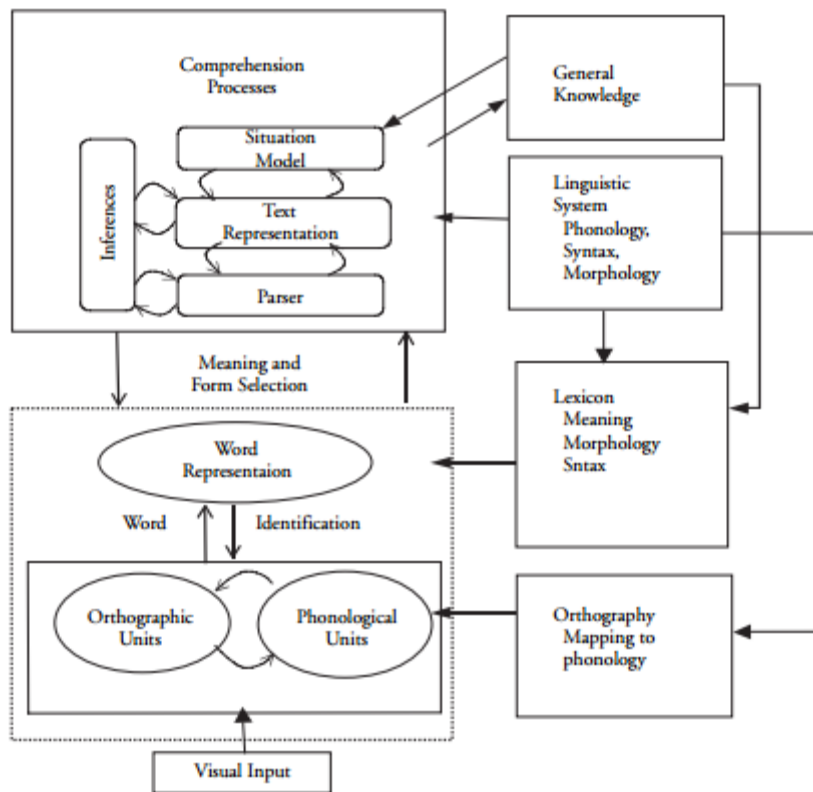 Comprehension
Processes
Situation
Model
Inferences
Text
Representation
Parser
General
Knowledge
Linguistic
System
Phonology,
Syntax,
Morphology
Meaning and
Form Selection
Lexicon
Meaning
Morphology
Sntax
Word
Representaion
Word
Identification
Orthographic
Units
Phonological
Units
Orthography
Mapping to
phonology
Visual Input